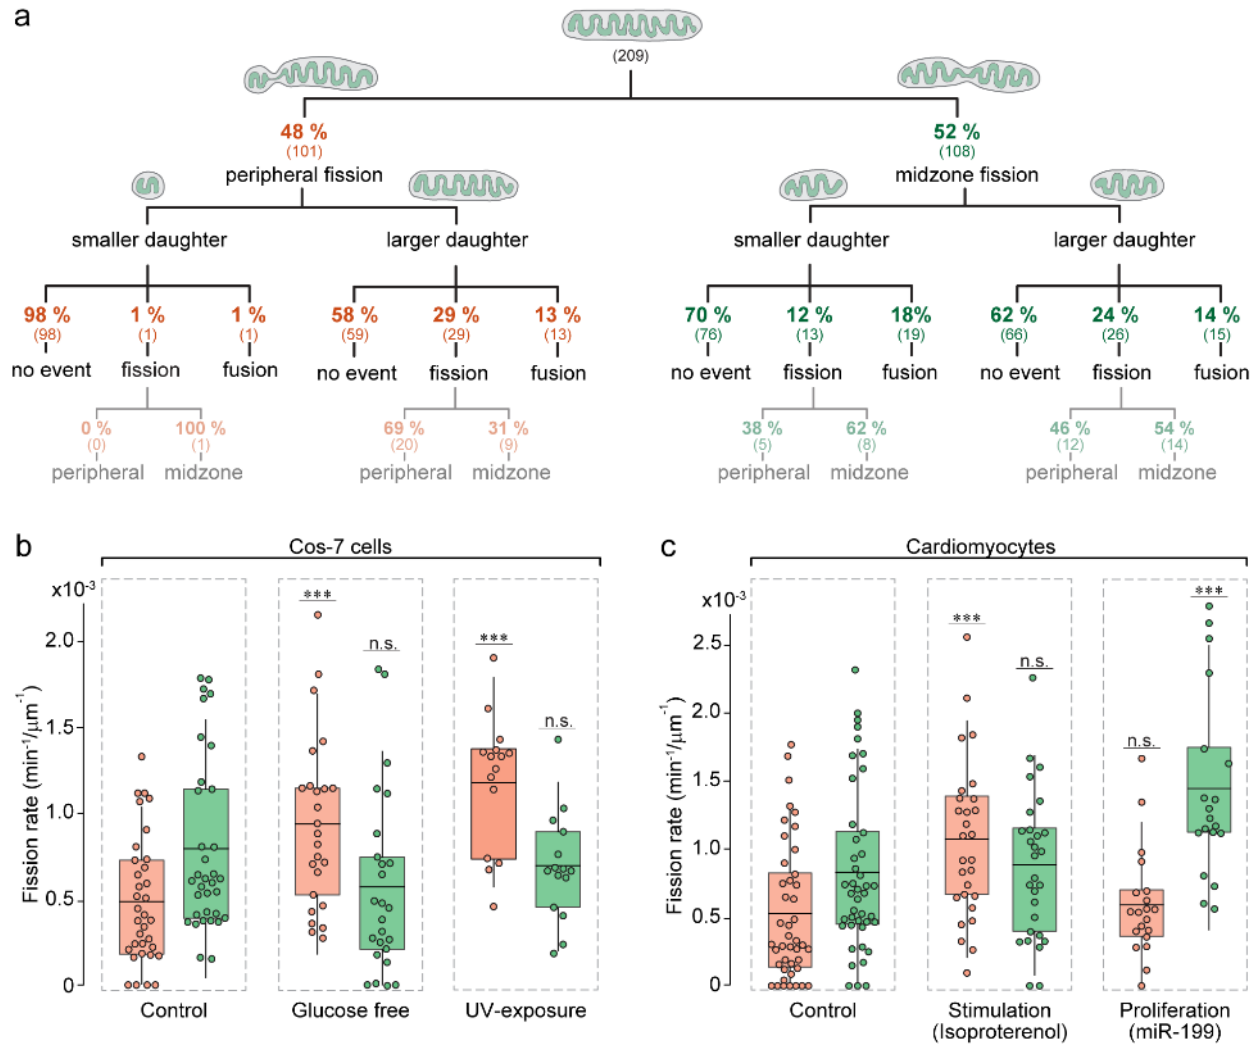 a
(209)
48 %
(101)
peripheral fission
52 %
(108)
midzone fission
smaller daughter
larger daughter
smaller daughter
larger daughter
98 % 1 % 1 % 58 % 29 % 13 % 70 % 12 % 18% 62 % 24 % 14 %
(98) (1) (1) (59) (29) (13) (76) (13) (19) (66) (26) (15)
no event fission fusion no event fission fusion no event fission fusion no event fission fusion
0 % 100 % 69 % 31 % 38 % 62 % 46 % 54 %
(0) (1) (20) (9) (5) (8) (12) (14)
peripheral midzone peripheral midzone peripheral midzone peripheral midzone
b
Cos-7 cells
x10⁻³
Fission rate (min⁻¹/µm⁻¹)
2.0
1.5
1.0
0.5
0
***
n.s.
***
n.s.
Control
Glucose free
UV-exposure
c
Cardiomyocytes
x10⁻³
Fission rate (min⁻¹/µm⁻¹)
2.5
2.0
1.5
1.0
0.5
0
***
n.s.
n.s.
***
Control
Stimulation
(Isoproterenol)
Proliferation
(miR-199)